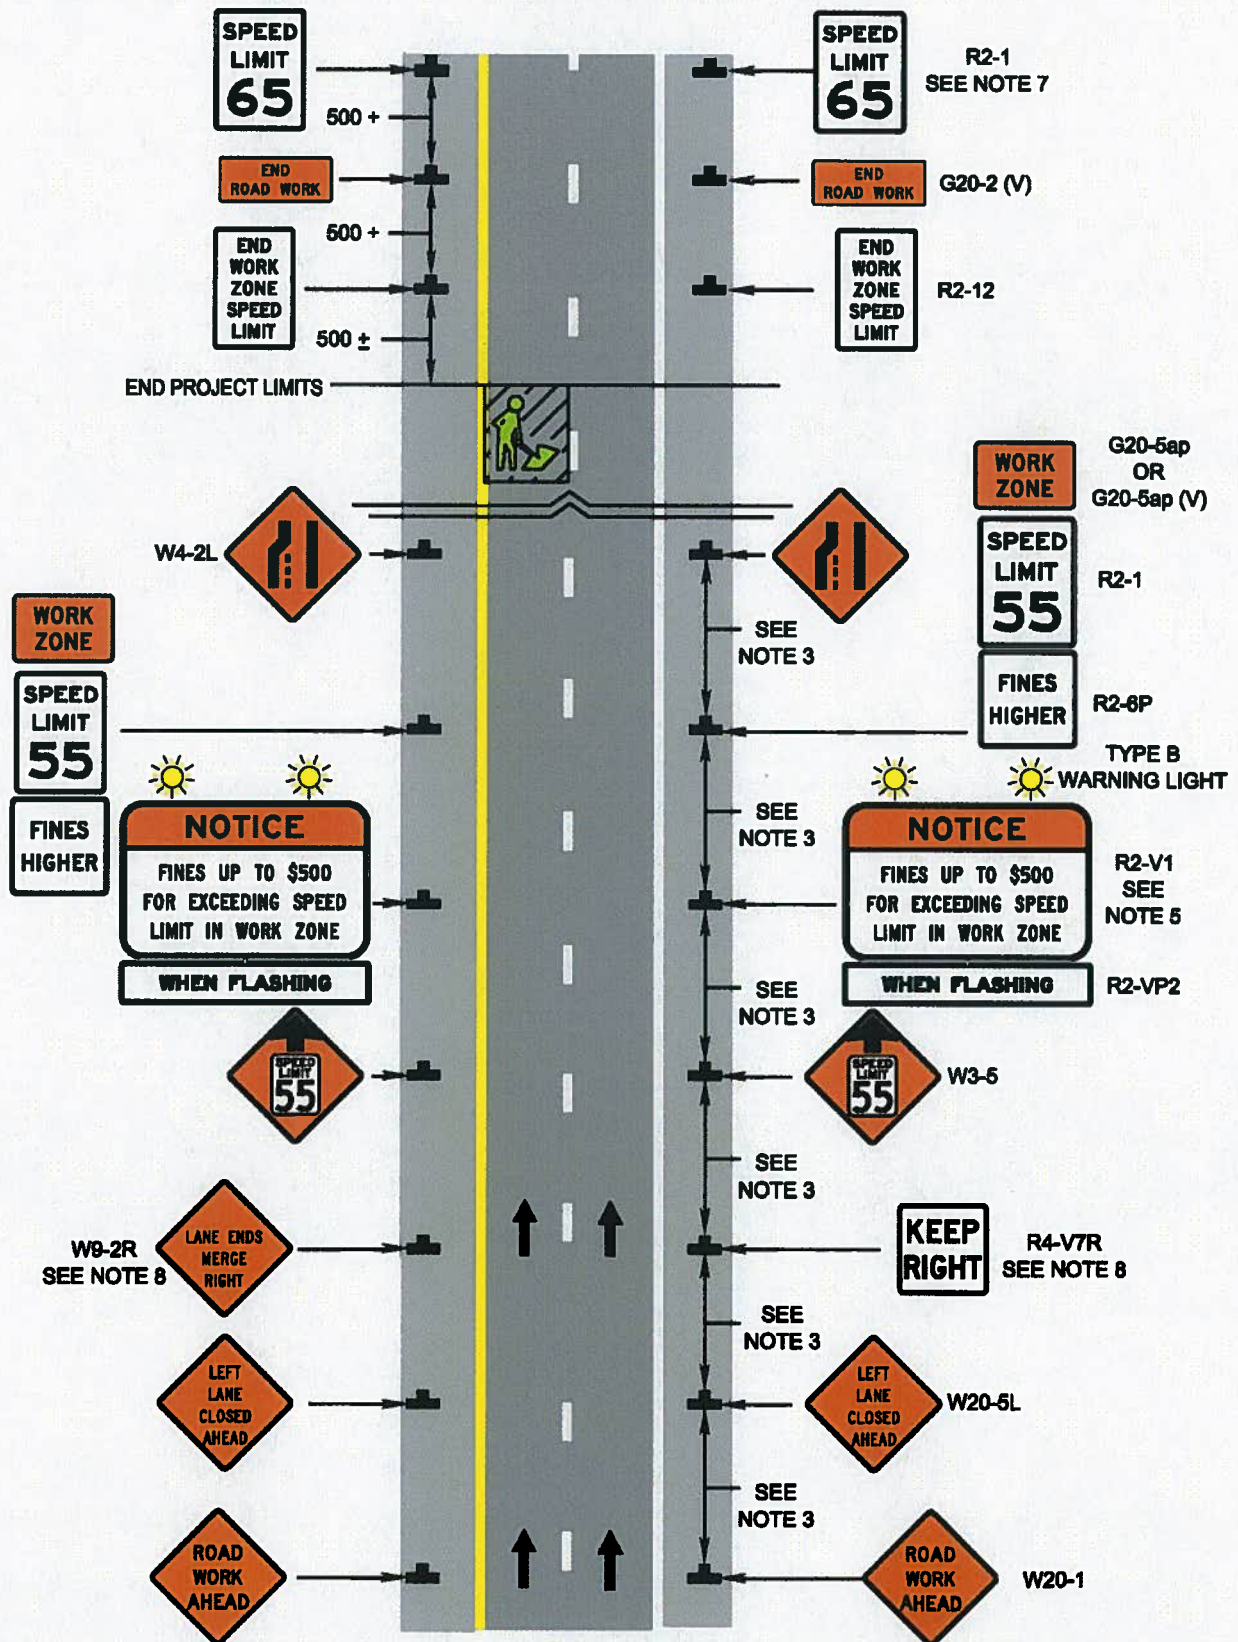 SPEED
LIMIT
65
500 +
SPEED
LIMIT
65
R2-1
SEE NOTE 7
END
ROAD WORK
END
ROAD WORK
G20-2 (V)
500 +
END
WORK
ZONE
SPEED
LIMIT
END
WORK
ZONE
SPEED
LIMIT
R2-12
500 ±
END PROJECT LIMITS
WORK
ZONE
G20-5ap
OR
G20-5ap (V)
SPEED
LIMIT
55
R2-1
W4-2L
SEE
NOTE 3
FINES
HIGHER
R2-6P
WORK
ZONE
SPEED
LIMIT
55
FINES
HIGHER
TYPE B
WARNING LIGHT
NOTICE
FINES UP TO $500
FOR EXCEEDING SPEED
LIMIT IN WORK ZONE
WHEN FLASHING
SEE
NOTE 3
NOTICE
FINES UP TO $500
FOR EXCEEDING SPEED
LIMIT IN WORK ZONE
WHEN FLASHING
R2-V1
SEE
NOTE 5
R2-VP2
SEE
NOTE 3
SPEED
LIMIT
55
SPEED
LIMIT
55
W3-5
SEE
NOTE 3
W9-2R
SEE NOTE 8
LANE ENDS
MERGE
RIGHT
KEEP
RIGHT
R4-V7R
SEE NOTE 8
SEE
NOTE 3
LEFT
LANE
CLOSED
AHEAD
LEFT
LANE
CLOSED
AHEAD
W20-5L
SEE
NOTE 3
ROAD
WORK
AHEAD
ROAD
WORK
AHEAD
W20-1